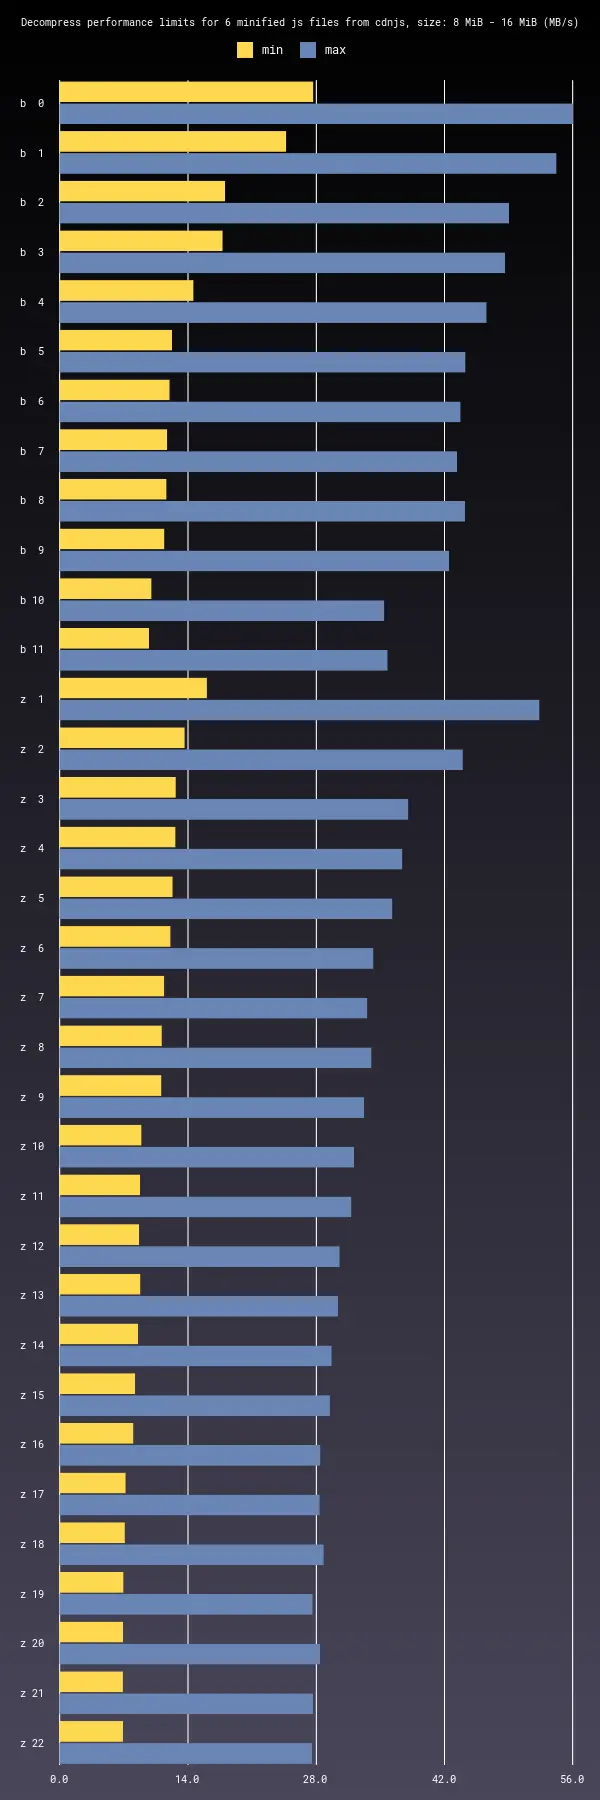 Decompress performance limits for 6 minified js files from cdnjs, size: 8 MiB - 16 MiB (MB/s)
min max
b 0
b 1
b 2
b 3
b 4
b 5
b 6
b 7
b 8
b 9
b 10
b 11
z 1
z 2
z 3
z 4
z 5
z 6
z 7
z 8
z 9
z 10
z 11
z 12
z 13
z 14
z 15
z 16
z 17
z 18
z 19
z 20
z 21
z 22
0.0 14.0 28.0 42.0 56.0